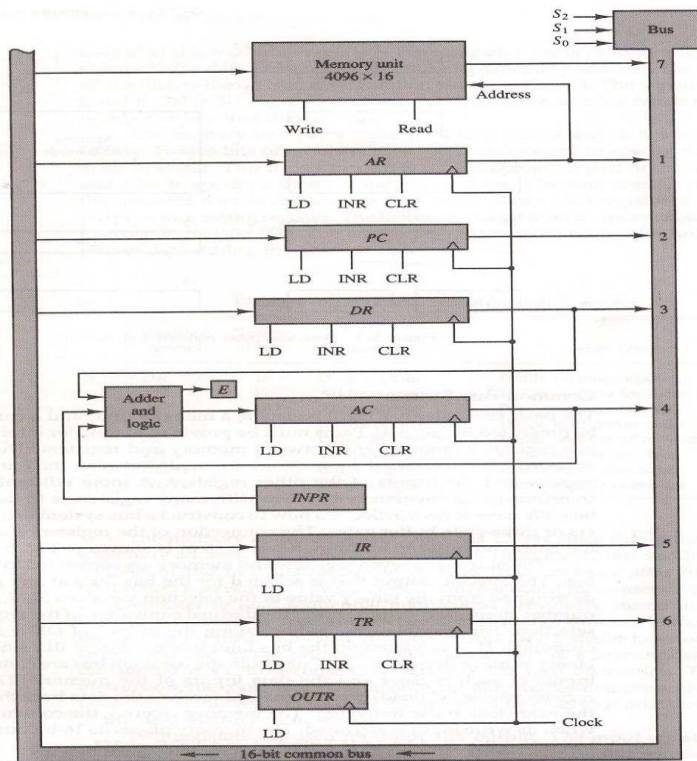 S₂
S₁
S₀
Bus
Memory unit
4096 × 16
7
Address
Write Read
AR
1
LD INR CLR
PC
2
LD INR CLR
DR
3
LD INR CLR
Adder
and
logic
E
AC
4
LD INR CLR
INPR
IR
5
LD
TR
6
LD INR CLR
OUTR
LD
Clock
16-bit common bus